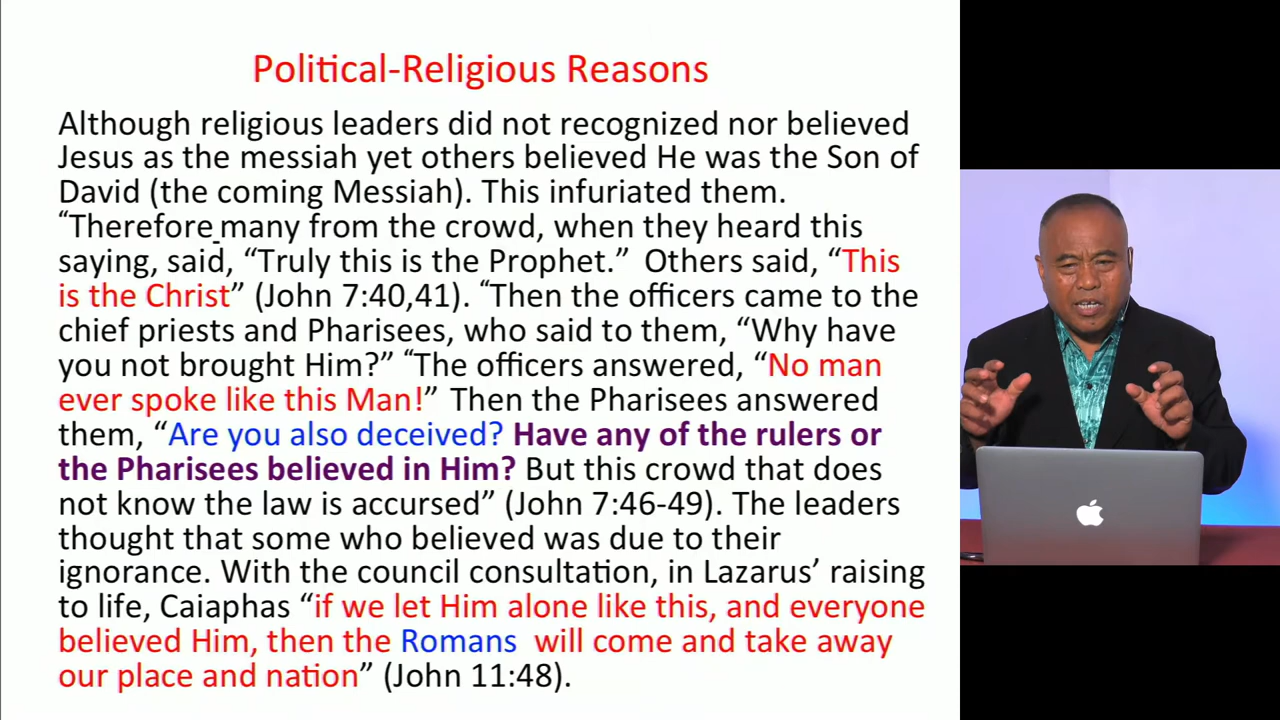 Political-Religious Reasons
Although religious leaders did not recognized nor believed
Jesus as the messiah yet others believed He was the Son of
David (the coming Messiah). This infuriated them.
“Therefore many from the crowd, when they heard this
saying, said, “Truly this is the Prophet.” Others said, “This
is the Christ” (John 7:40,41). “Then the officers came to the
chief priests and Pharisees, who said to them, “Why have
you not brought Him?” “The officers answered, “No man
ever spoke like this Man!” Then the Pharisees answered
them, “Are you also deceived? Have any of the rulers or
the Pharisees believed in Him? But this crowd that does
not know the law is accursed” (John 7:46-49). The leaders
thought that some who believed was due to their
ignorance. With the council consultation, in Lazarus’ raising
to life, Caiaphas “if we let Him alone like this, and everyone
believed Him, then the Romans will come and take away
our place and nation” (John 11:48).